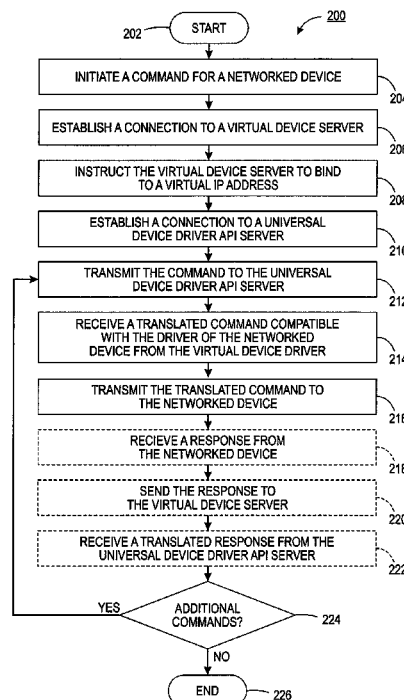 200
202
START
INITIATE A COMMAND FOR A NETWORKED DEVICE
204
ESTABLISH A CONNECTION TO A VIRTUAL DEVICE SERVER
206
INSTRUCT THE VIRTUAL DEVICE SERVER TO BIND
TO A VIRTUAL IP ADDRESS
208
ESTABLISH A CONNECTION TO A UNIVERSAL
DEVICE DRIVER API SERVER
210
TRANSMIT THE COMMAND TO THE UNIVERSAL
DEVICE DRIVER API SERVER
212
RECEIVE A TRANSLATED COMMAND COMPATIBLE
WITH THE DRIVER OF THE NETWORKED
DEVICE FROM THE VIRTUAL DEVICE DRIVER
214
TRANSMIT THE TRANSLATED COMMAND TO
THE NETWORKED DEVICE
216
RECIEVE A RESPONSE FROM
THE NETWORKED DEVICE
218
SEND THE RESPONSE TO
THE VIRTUAL DEVICE SERVER
220
RECEIVE A TRANSLATED RESPONSE FROM THE
UNIVERSAL DEVICE DRIVER API SERVER
222
YES
ADDITIONAL
COMMANDS?
224
NO
END
226